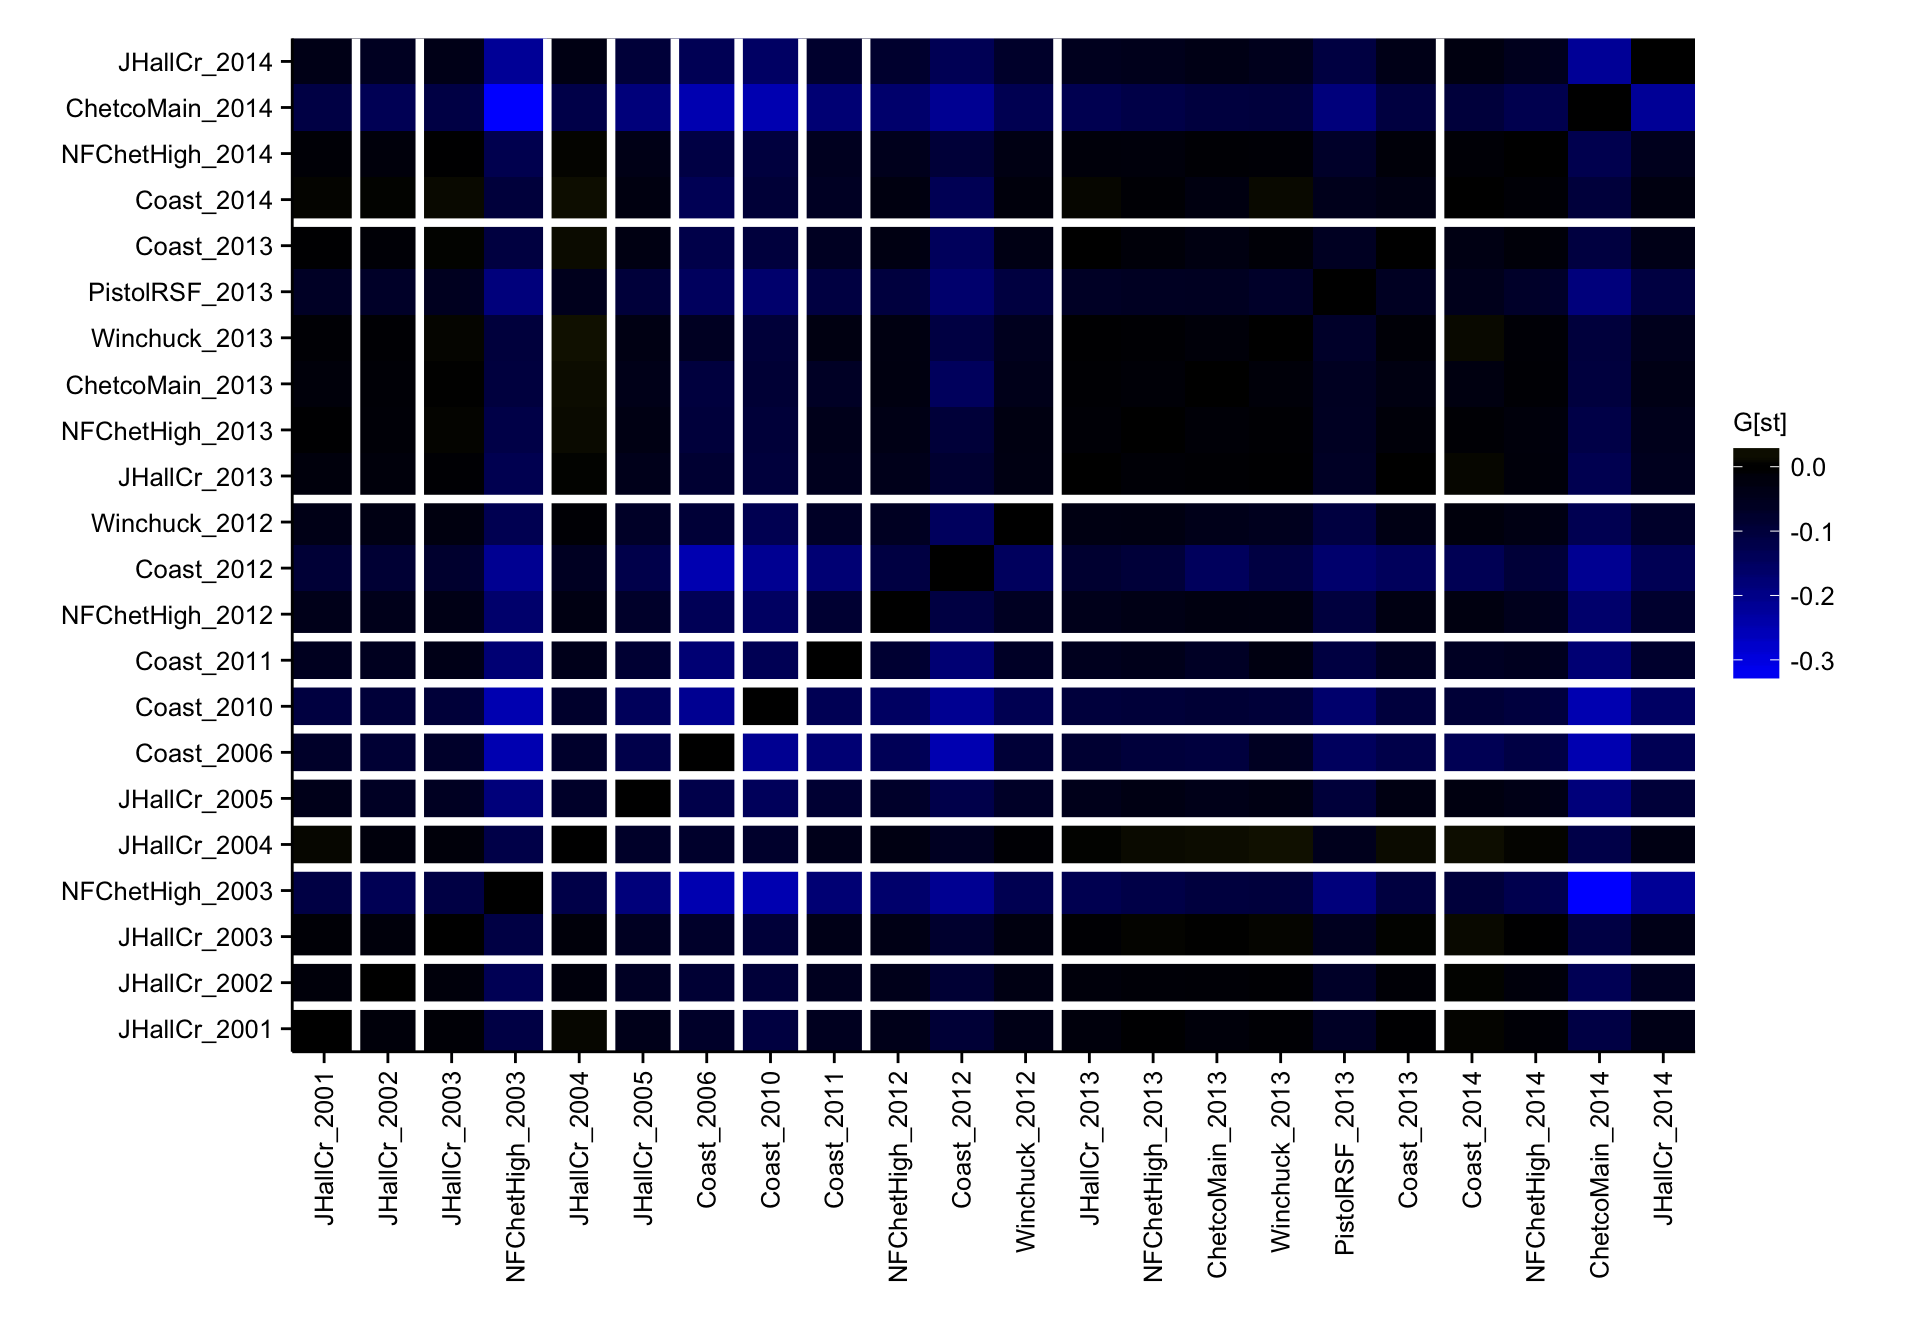 JHallCr_2014
ChetcoMain_2014
NFChetHigh_2014
Coast_2014
Coast_2013
PistolRSF_2013
Winchuck_2013
ChetcoMain_2013
NFChetHigh_2013
JHallCr_2013
Winchuck_2012
Coast_2012
NFChetHigh_2012
Coast_2011
Coast_2010
Coast_2006
JHallCr_2005
JHallCr_2004
NFChetHigh_2003
JHallCr_2003
JHallCr_2002
JHallCr_2001
JHallCr_2001
JHallCr_2002
JHallCr_2003
NFChetHigh_2003
JHallCr_2004
JHallCr_2005
Coast_2006
Coast_2010
Coast_2011
NFChetHigh_2012
Coast_2012
Winchuck_2012
JHallCr_2013
NFChetHigh_2013
ChetcoMain_2013
Winchuck_2013
PistolRSF_2013
Coast_2013
Coast_2014
NFChetHigh_2014
ChetcoMain_2014
JHallCr_2014
G[st]
0.0
-0.1
-0.2
-0.3